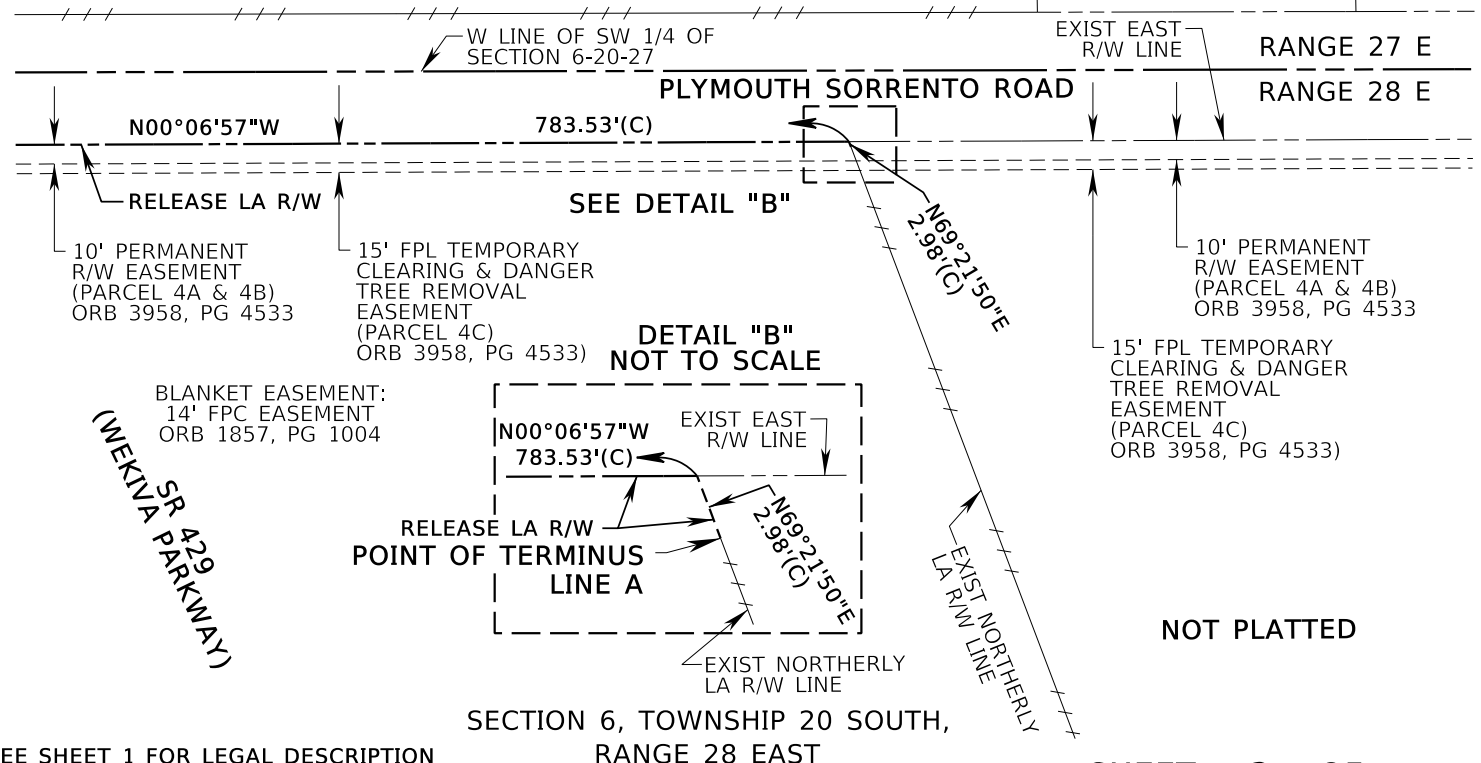 W LINE OF SW 1/4 OF
SECTION 6-20-27
EXIST EAST
R/W LINE
RANGE 27 E
PLYMOUTH SORRENTO ROAD
RANGE 28 E
N00°06'57"W
783.53'(C)
RELEASE LA R/W
SEE DETAIL "B"
N69°21'50"E
2.98'(C)
10' PERMANENT
R/W EASEMENT
(PARCEL 4A & 4B)
ORB 3958, PG 4533
15' FPL TEMPORARY
CLEARING & DANGER
TREE REMOVAL
EASEMENT
(PARCEL 4C)
ORB 3958, PG 4533)
10' PERMANENT
R/W EASEMENT
(PARCEL 4A & 4B)
ORB 3958, PG 4533
15' FPL TEMPORARY
CLEARING & DANGER
TREE REMOVAL
EASEMENT
(PARCEL 4C)
ORB 3958, PG 4533)
BLANKET EASEMENT:
14' FPC EASEMENT
ORB 1857, PG 1004
SR 429
(WEKIVA PARKWAY)
DETAIL "B"
NOT TO SCALE
N00°06'57"W
783.53'(C)
EXIST EAST
R/W LINE
RELEASE LA R/W
POINT OF TERMINUS
LINE A
N69°21'50"E
2.98'(C)
EXIST NORTHERLY
LA R/W LINE
EXIST NORTHERLY
LA R/W LINE
NOT PLATTED
SECTION 6, TOWNSHIP 20 SOUTH,
RANGE 28 EAST
EE SHEET 1 FOR LEGAL DESCRIPTION